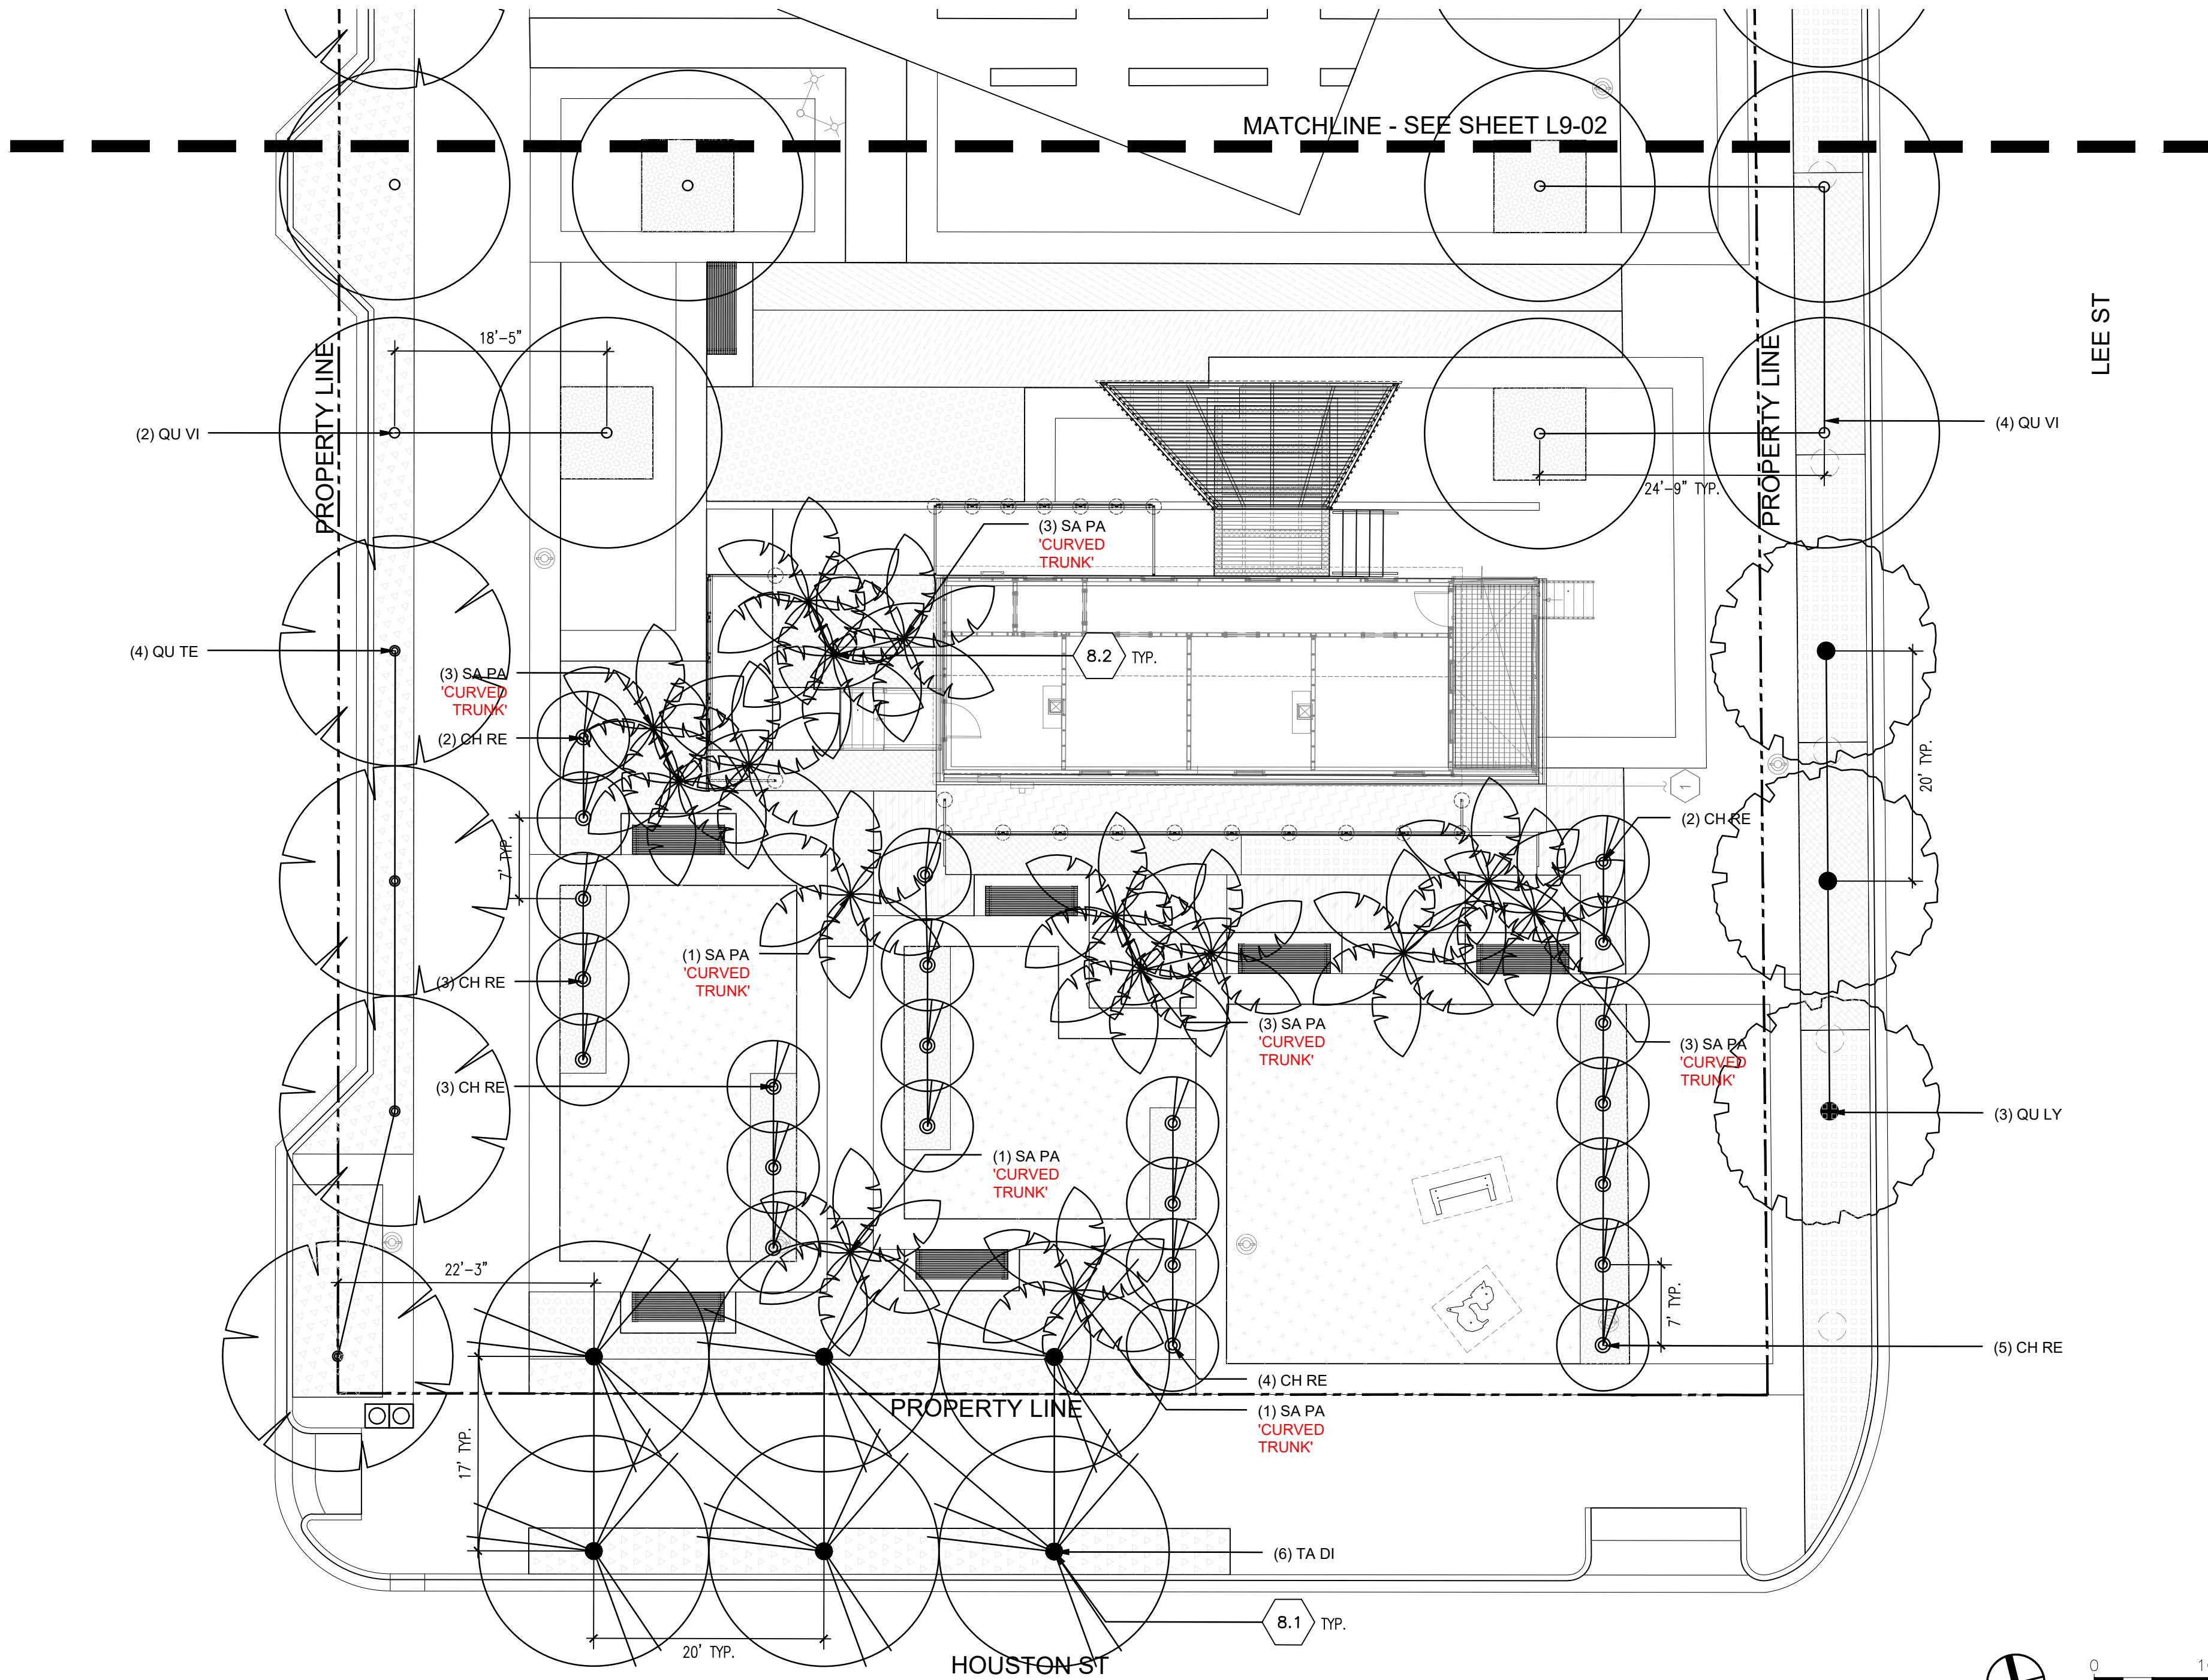 MATCHLINE - SEE SHEET L9-02
LEE ST
PROPERTY LINE
PROPERTY LINE
18'-5"
(2) QU VI
(4) QU VI
24'-9" TYP.
(3) SA PA
'CURVED
TRUNK'
(4) QU TE
8.2
TYP.
(3) SA PA
'CURVED
TRUNK'
(2) CH RE
20' TYP.
1
(2) CH RE
7' TYP.
(1) SA PA
'CURVED
TRUNK'
(3) CH RE
(3) SA PA
'CURVED
TRUNK'
(3) SA PA
'CURVED
TRUNK'
(3) CH RE
(3) QU LY
(1) SA PA
'CURVED
TRUNK'
22'-3"
7' TYP.
(5) CH RE
(4) CH RE
PROPERTY LINE
(1) SA PA
'CURVED
TRUNK'
17' TYP.
(6) TA DI
8.1
TYP.
20' TYP.
HOUSTON ST
0